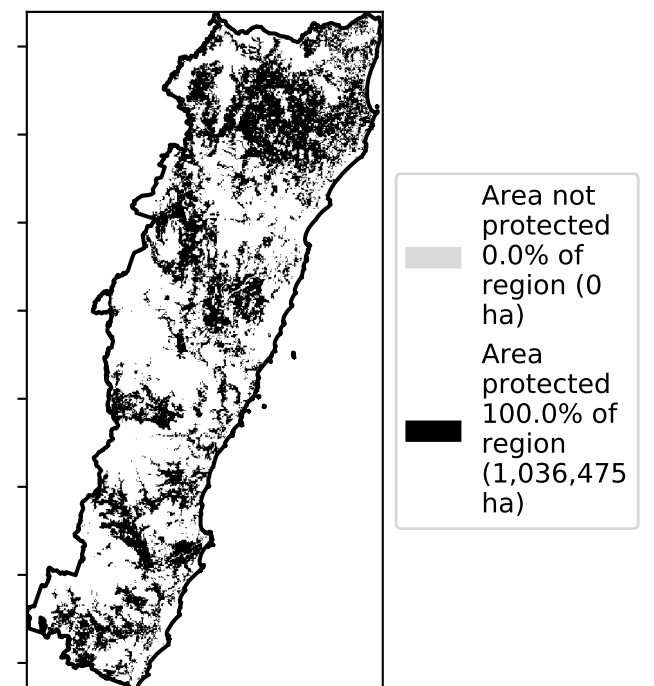 Area not
protected
0.0% of
region (0
ha)
Area
protected
100.0% of
region
(1,036,475
ha)